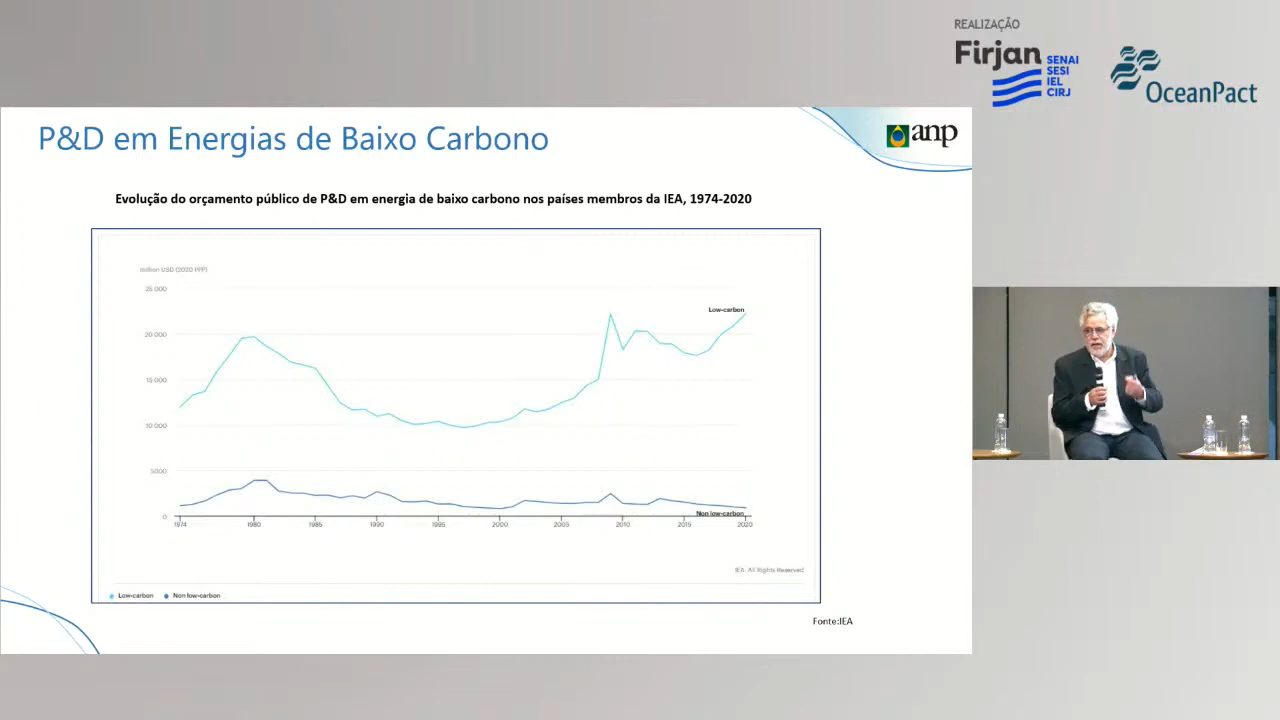 REALIZAÇÃO
Firjan
SENAI
SESI
IEL
CIRJ
OceanPact
P&D em Energias de Baixo Carbono
anp
Evolução do orçamento público de P&D em energia de baixo carbono nos países membros da IEA, 1974-2020
million USD (2020 PPP)
25 000
20 000
15 000
10 000
5000
0
Low-carbon
Non low-carbon
1974 1980 1985 1990 1995 2000 2005 2010 2015 2020
IEA. All Rights Reserved
Low-carbon Non low-carbon
Fonte:IEA